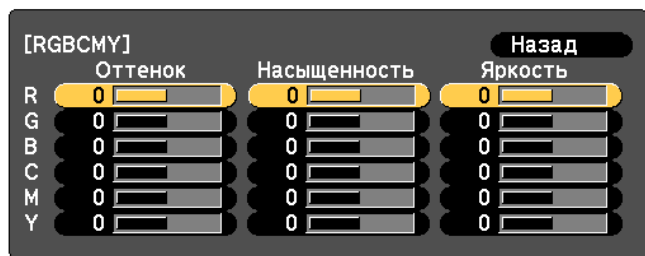 [RGBCMY] Назад
Оттенок Насыщенность Яркость
R 0 0 0
G 0 0 0
B 0 0 0
C 0 0 0
M 0 0 0
Y 0 0 0